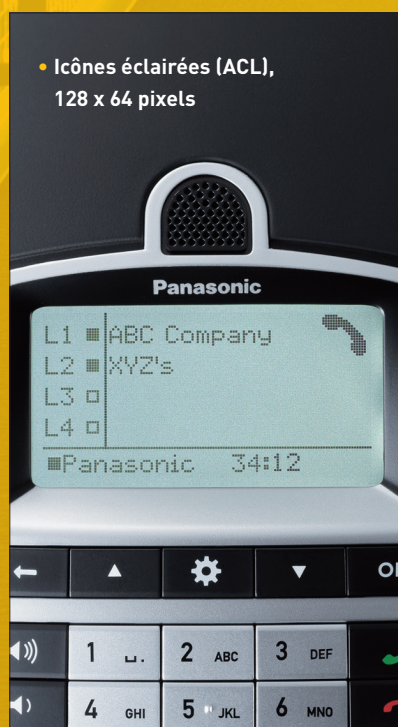 • Icônes éclairées (ACL),
128 x 64 pixels
Panasonic
L1 ABC Company
L2 XYZ's
L3
L4
Panasonic 34:12
1 2 ABC 3 DEF
4 GHI 5 JKL 6 MNO